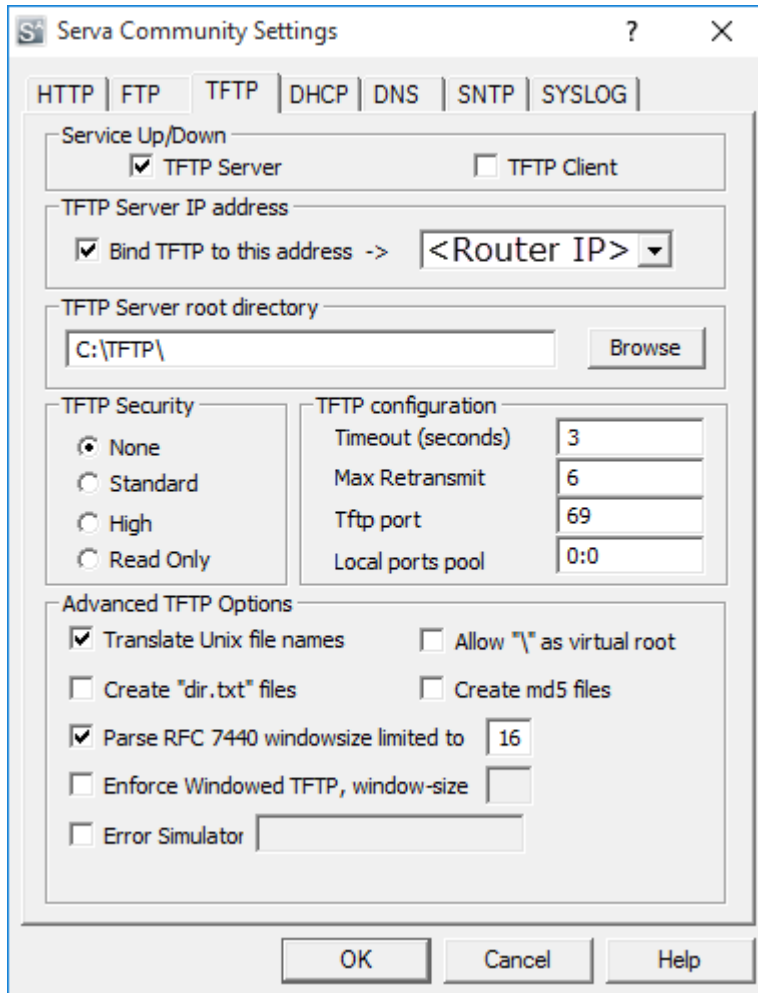 Serva Community Settings ? ×
HTTP FTP TFTP DHCP DNS SNTP SYSLOG
Service Up/Down
TFTP Server TFTP Client
TFTP Server IP address
Bind TFTP to this address -> <Router IP>
TFTP Server root directory
C:\TFTP\ Browse
TFTP Security
None
Standard
High
Read Only
TFTP configuration
Timeout (seconds) 3
Max Retransmit 6
Tftp port 69
Local ports pool 0:0
Advanced TFTP Options
Translate Unix file names Allow "\" as virtual root
Create "dir.txt" files Create md5 files
Parse RFC 7440 windowsize limited to 16
Enforce Windowed TFTP, window-size
Error Simulator
OK Cancel Help